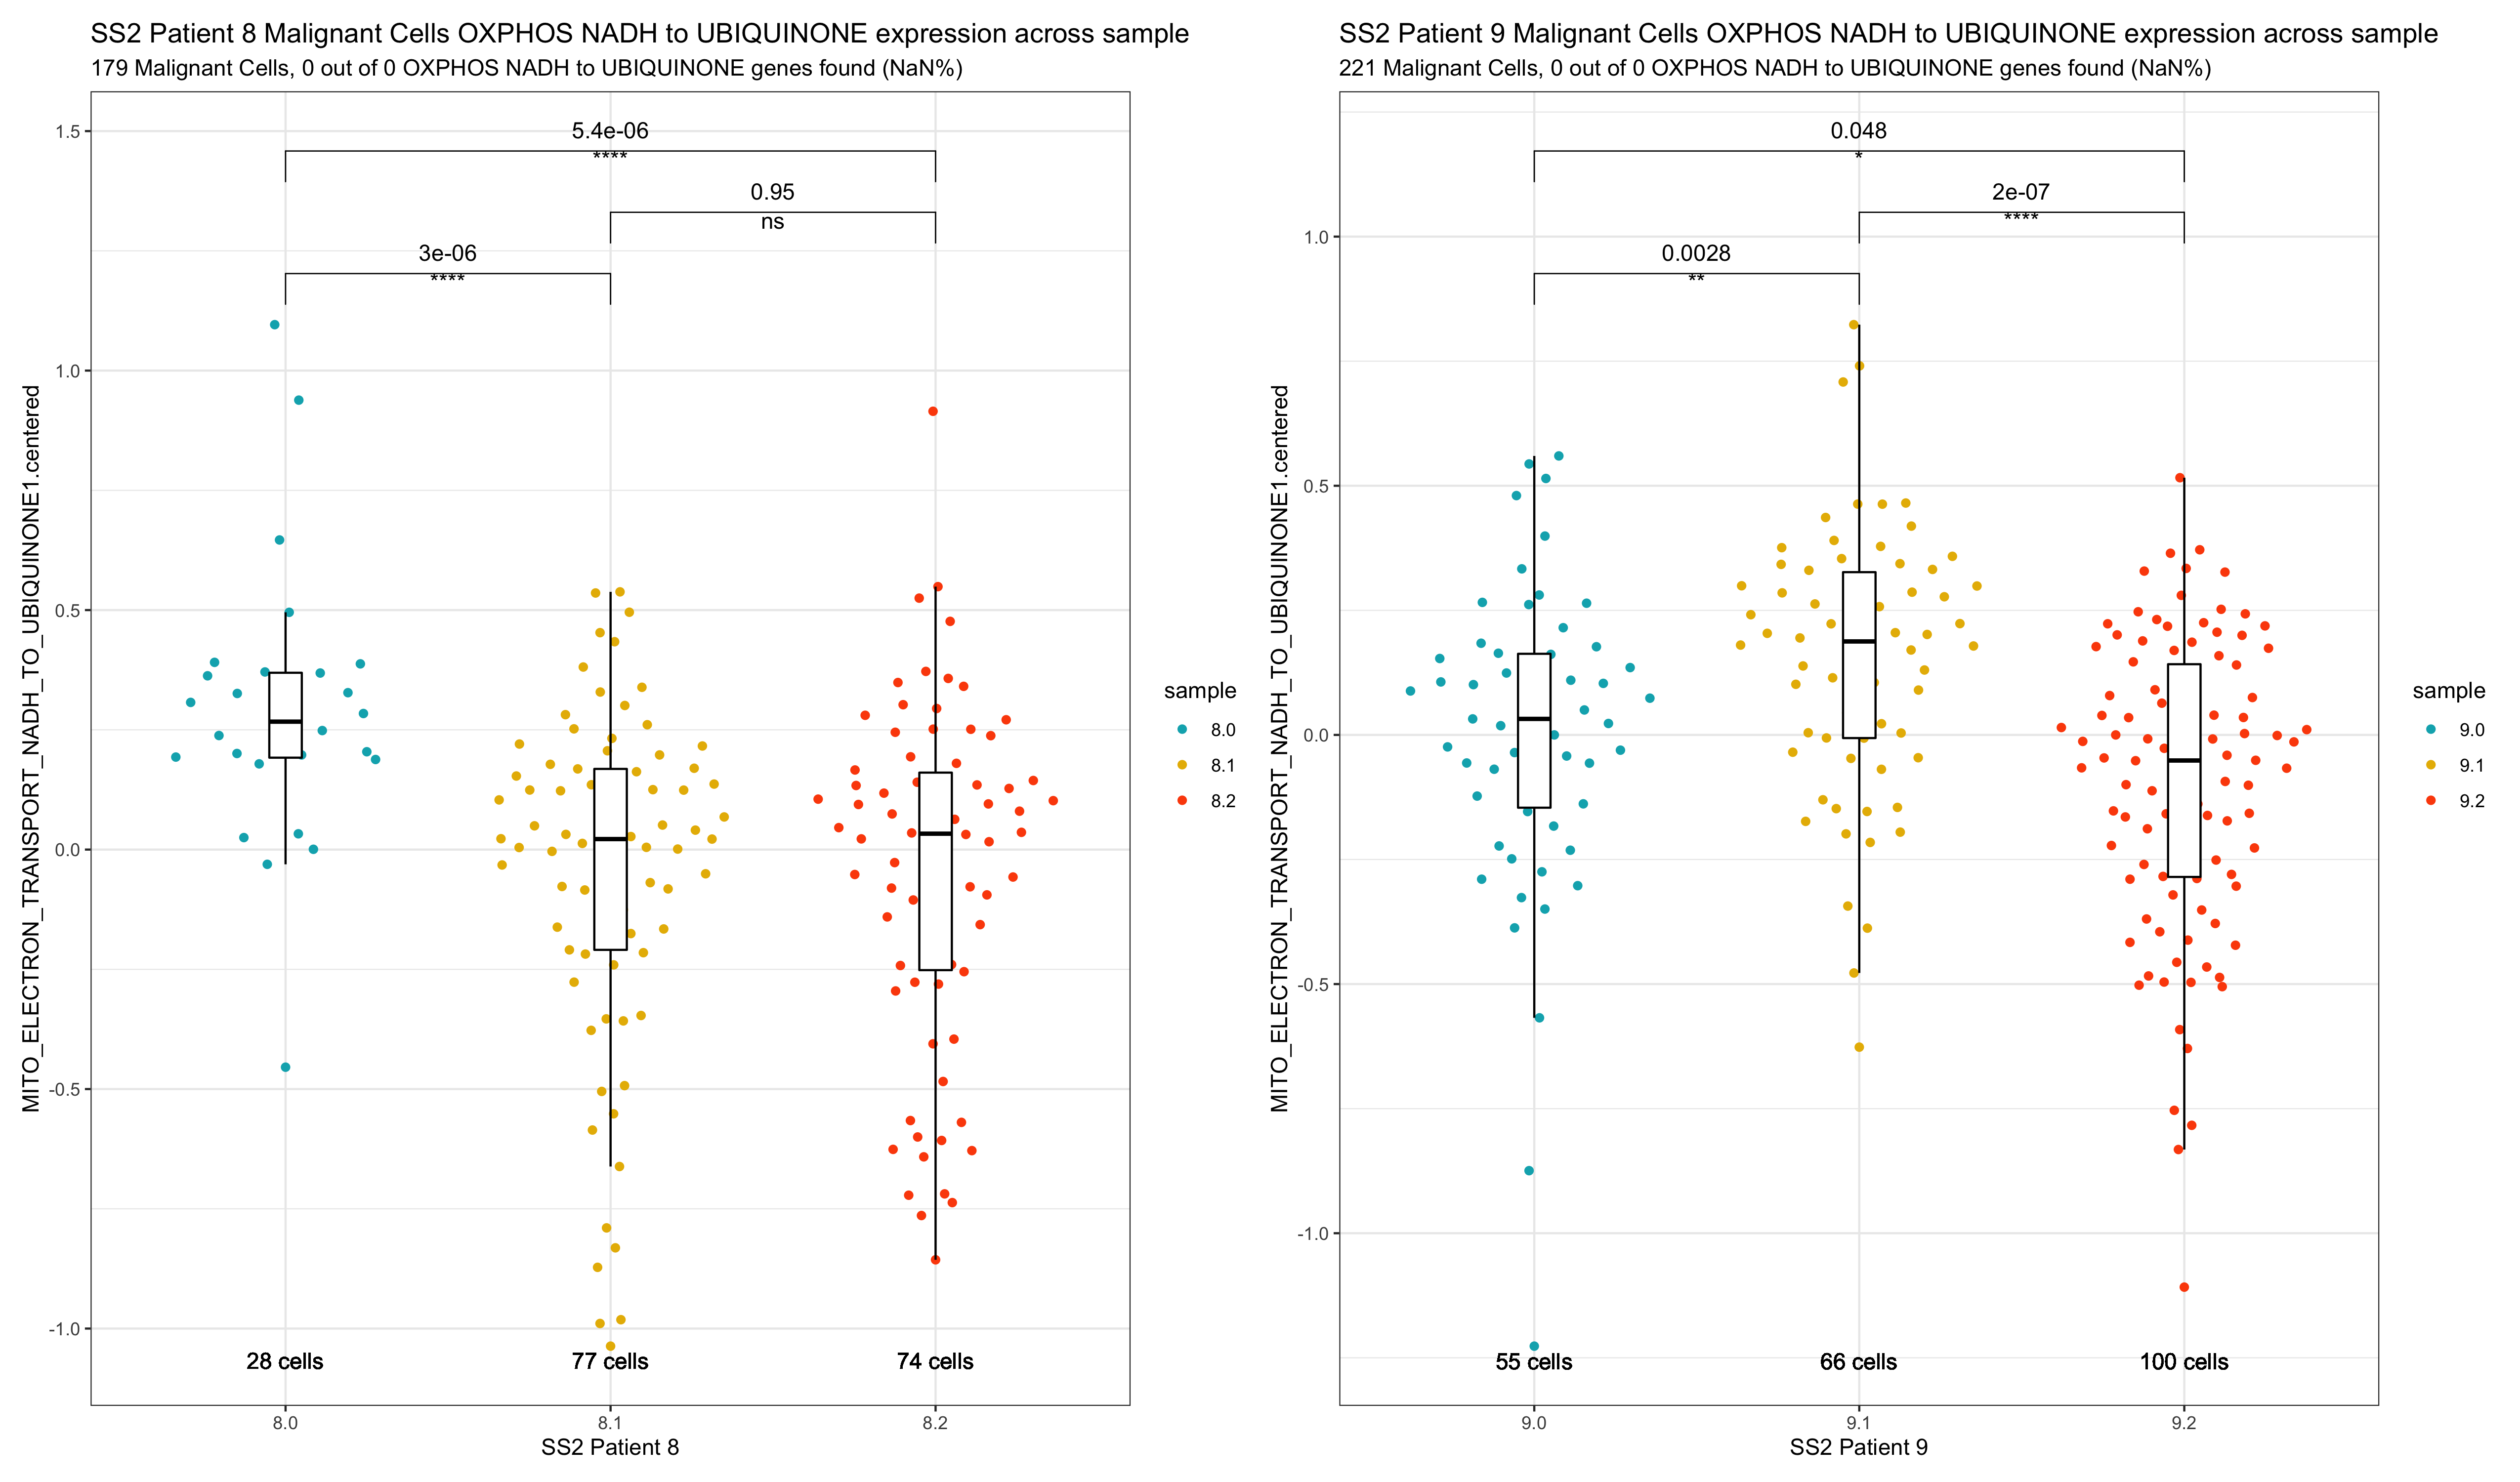 SS2 Patient 8 Malignant Cells OXPHOS NADH to UBIQUINONE expression across sample
179 Malignant Cells, 0 out of 0 OXPHOS NADH to UBIQUINONE genes found (NaN%)
MITO_ELECTRON_TRANSPORT_NADH_TO_UBIQUINONE1.centered
1.5
1.0
0.5
0.0
-0.5
-1.0
5.4e-06
****
0.95
ns
3e-06
****
28 cells
77 cells
74 cells
8.0
8.1
8.2
SS2 Patient 8
sample
8.0
8.1
8.2
SS2 Patient 9 Malignant Cells OXPHOS NADH to UBIQUINONE expression across sample
221 Malignant Cells, 0 out of 0 OXPHOS NADH to UBIQUINONE genes found (NaN%)
MITO_ELECTRON_TRANSPORT_NADH_TO_UBIQUINONE1.centered
1.0
0.5
0.0
-0.5
-1.0
0.048
*
2e-07
****
0.0028
**
55 cells
66 cells
100 cells
9.0
9.1
9.2
SS2 Patient 9
sample
9.0
9.1
9.2